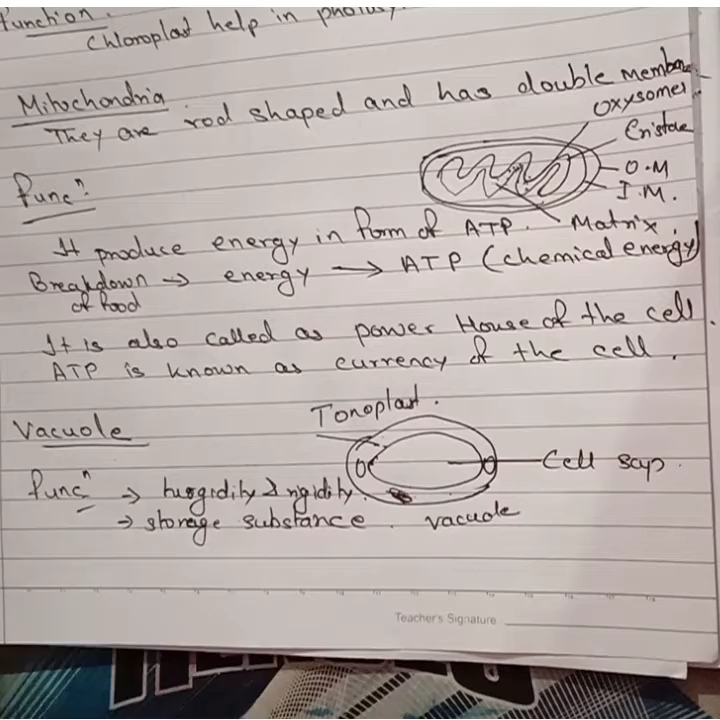 Function.
Chloroplast help in photosy
Mitochondria
They are rod shaped and has double membrane
Oxysomes
Cristae
O.M
I.M.
Matrix.
Funcⁿ
It produce energy in form of ATP.
Breakdown → energy → ATP (chemical energy)
of food
It is also called as power House of the cell.
ATP is known as currency of the cell.
Vacuole
Tonoplast.
Cell sap.
Funcⁿ → turgidity & rigidity.
→ storage substance.
vacuole
Teacher's Signature